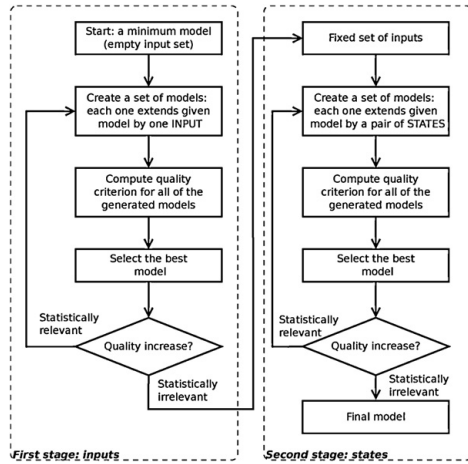 Start: a minimum model
(empty input set)
Create a set of models:
each one extends given
model by one INPUT
Compute quality
criterion for all of the
generated models
Select the best
model
Statistically
relevant
Quality increase?
Statistically
irrelevant
First stage: inputs
Fixed set of inputs
Create a set of models:
each one extends given
model by a pair of STATES
Compute quality
criterion for all of the
generated models
Select the best
model
Statistically
relevant
Quality increase?
Statistically
irrelevant
Final model
Second stage: states